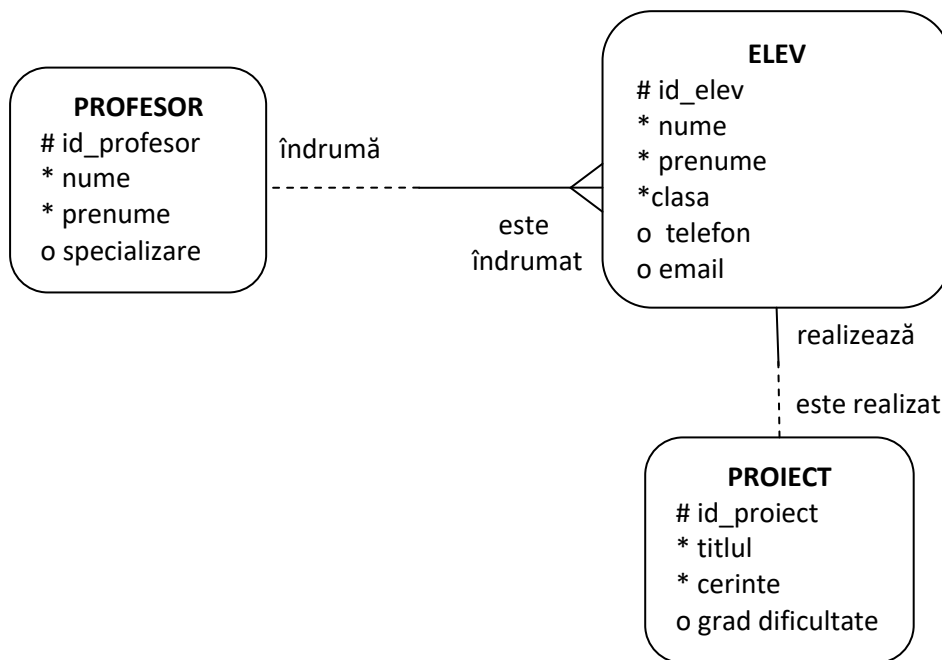 PROFESOR
# id_profesor
* nume
* prenume
o specializare
îndrumă
este
îndrumat
ELEV
# id_elev
* nume
* prenume
*clasa
o telefon
o email
realizează
este realizat
PROIECT
# id_proiect
* titlul
* cerinte
o grad dificultate